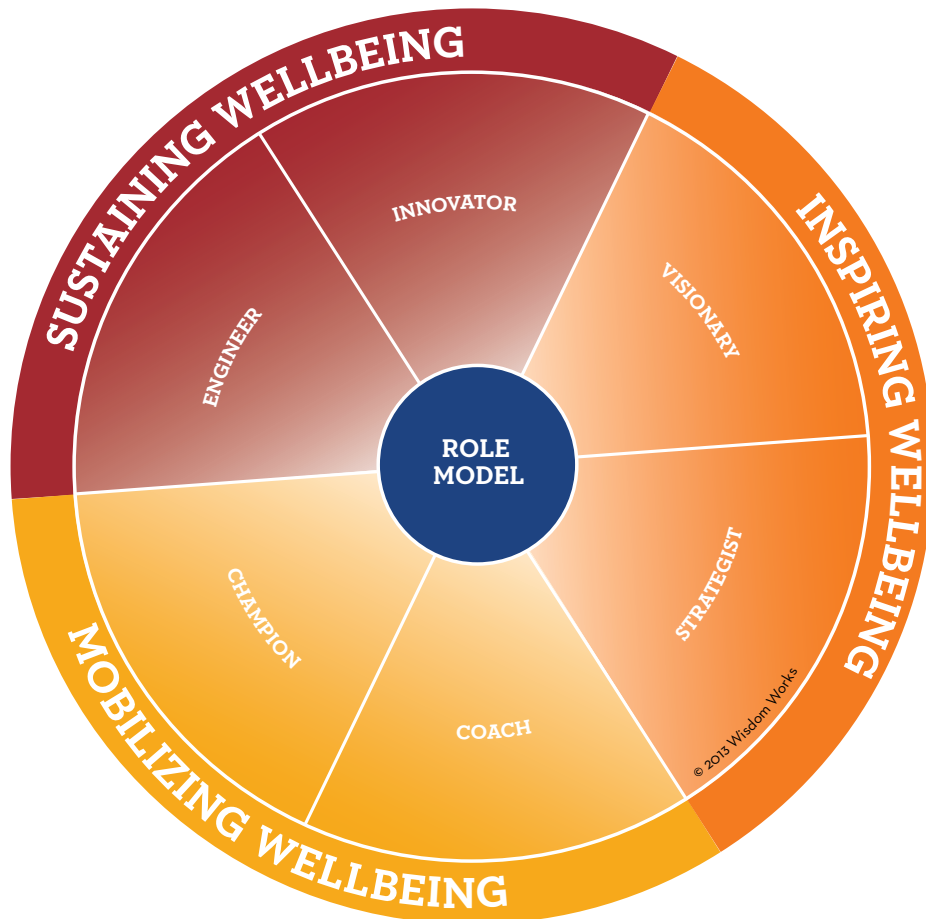 SUSTAINING WELLBEING
INSPIRING WELLBEING
MOBILIZING WELLBEING
INNOVATOR
VISIONARY
ENGINEER
ROLE
MODEL
STRATEGIST
CHAMPION
COACH
© 2013 Wisdom Works